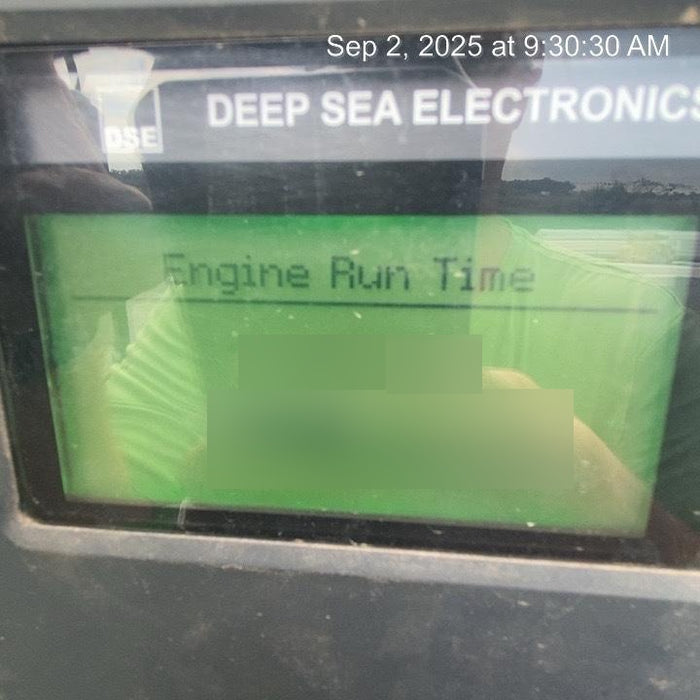 Sep 2, 2025 at 9:30:30 AM
DSE DEEP SEA ELECTRONICS
Engine Run Time